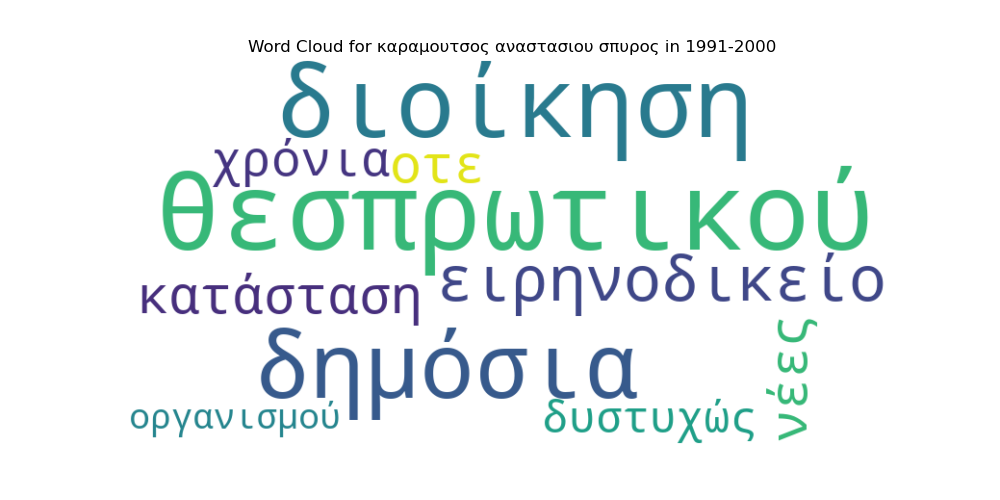 Word Cloud for καραμουτσος αναστασιου σπυρος in 1991-2000
διοίκηση
χρόνια οτε
θεσπρωτικού
κατάσταση ειρηνοδικείο
δημόσια
νέες
οργανισμού δυστυχώς